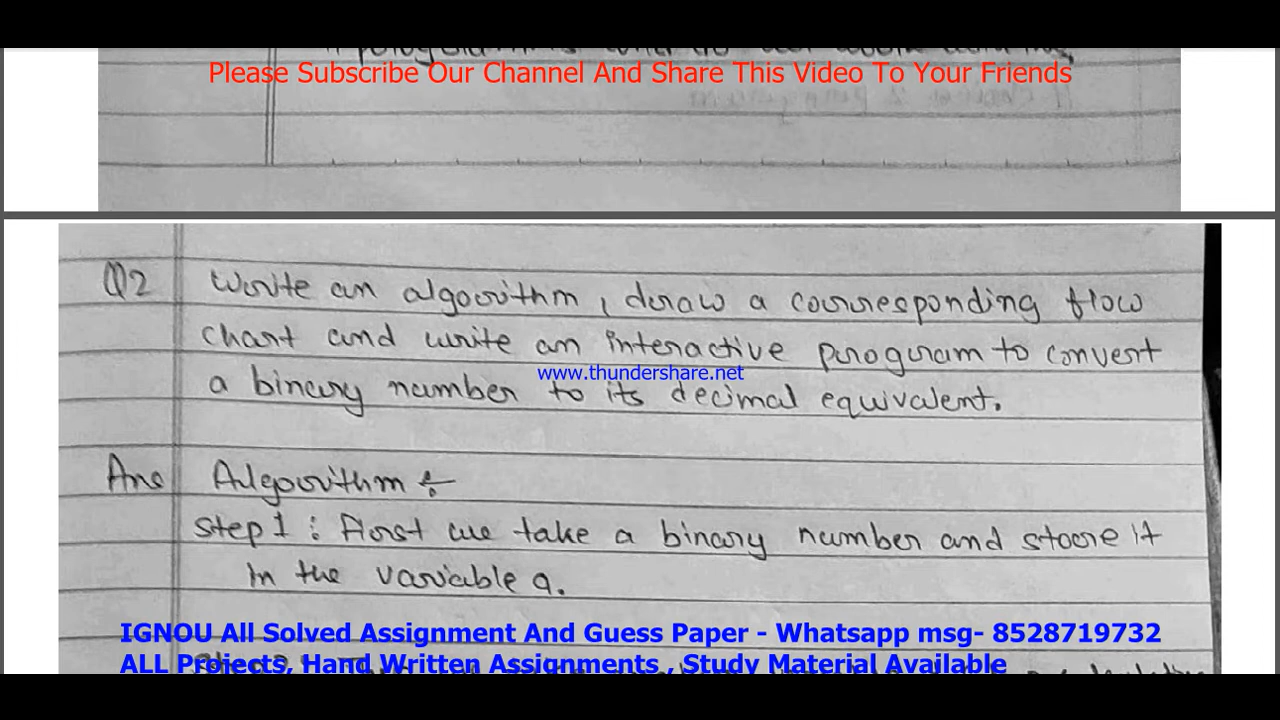 Please Subscribe Our Channel And Share This Video To Your Friends
Q2 Write an algorithm, draw a corresponding flow
chart and write an interactive program to convert
www.thundershare.net
a binary number to its decimal equivalent.
Ans Algorithm :-
Step 1 : First we take a binary number and store it
in the variable a.
IGNOU All Solved Assignment And Guess Paper - Whatsapp msg- 8528719732
ALL Projects, Hand Written Assignments , Study Material Available